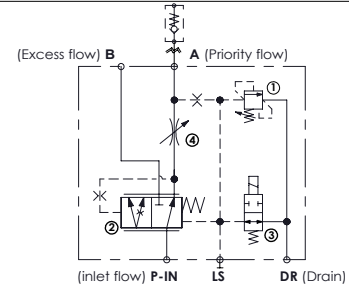 (Excess flow) B
A (Priority flow)
①
④
②
③
(inlet flow) P-IN
LS
DR (Drain)